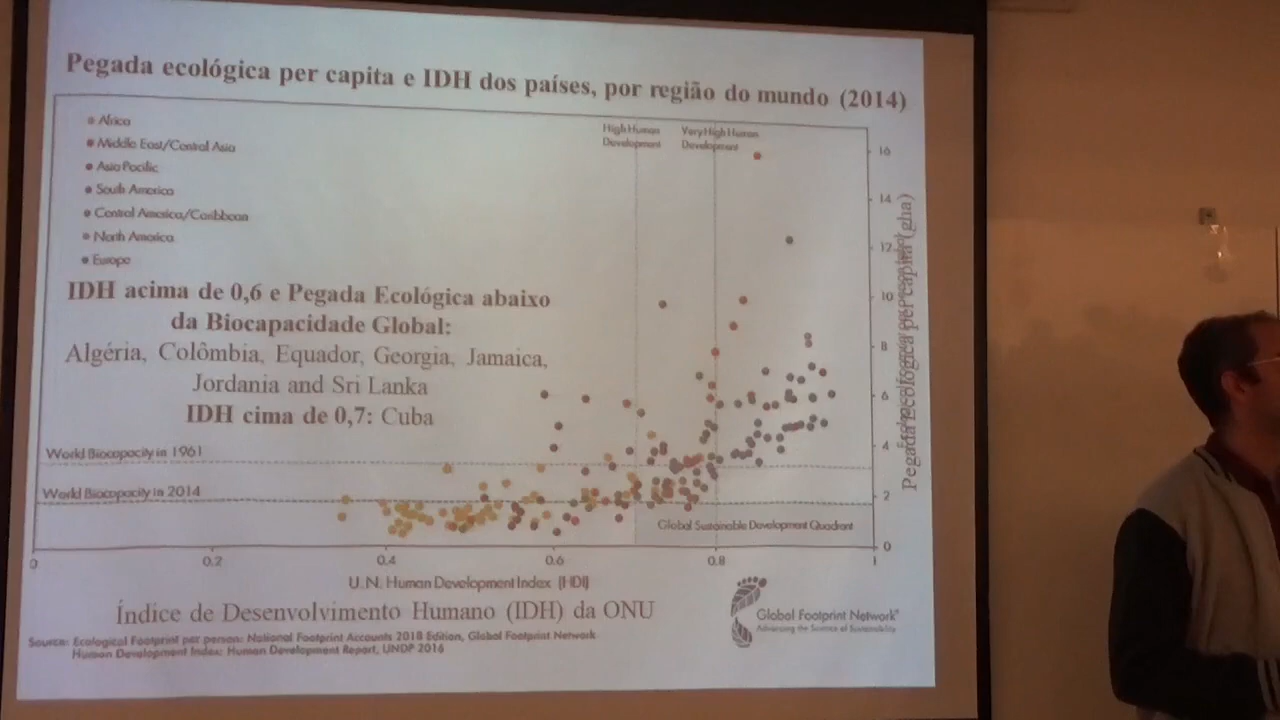 Pegada ecológica per capita e IDH dos países, por região do mundo (2014)
Africa
Middle East/Central Asia
Asia Pacific
South America
Central America/Caribbean
North America
Europe
High Human
Development
Very High Human
Development
IDH acima de 0,6 e Pegada Ecológica abaixo
da Biocapacidade Global:
Algéria, Colômbia, Equador, Georgia, Jamaica,
Jordania and Sri Lanka
IDH cima de 0,7: Cuba
World Biocapacity in 1961
World Biocapacity in 2014
Global Sustainable Development Quadrant
16
14
12
10
8
6
4
2
0
Pegada Ecológica per capita (gha)
0 0.2 0.4 0.6 0.8 1
U.N. Human Development Index (HDI)
Índice de Desenvolvimento Humano (IDH) da ONU
Global Footprint Network®
Advancing the Science of Sustainability
Source: Ecological Footprint per person: National Footprint Accounts 2018 Edition, Global Footprint Network
Human Development Index: Human Development Report, UNDP 2016